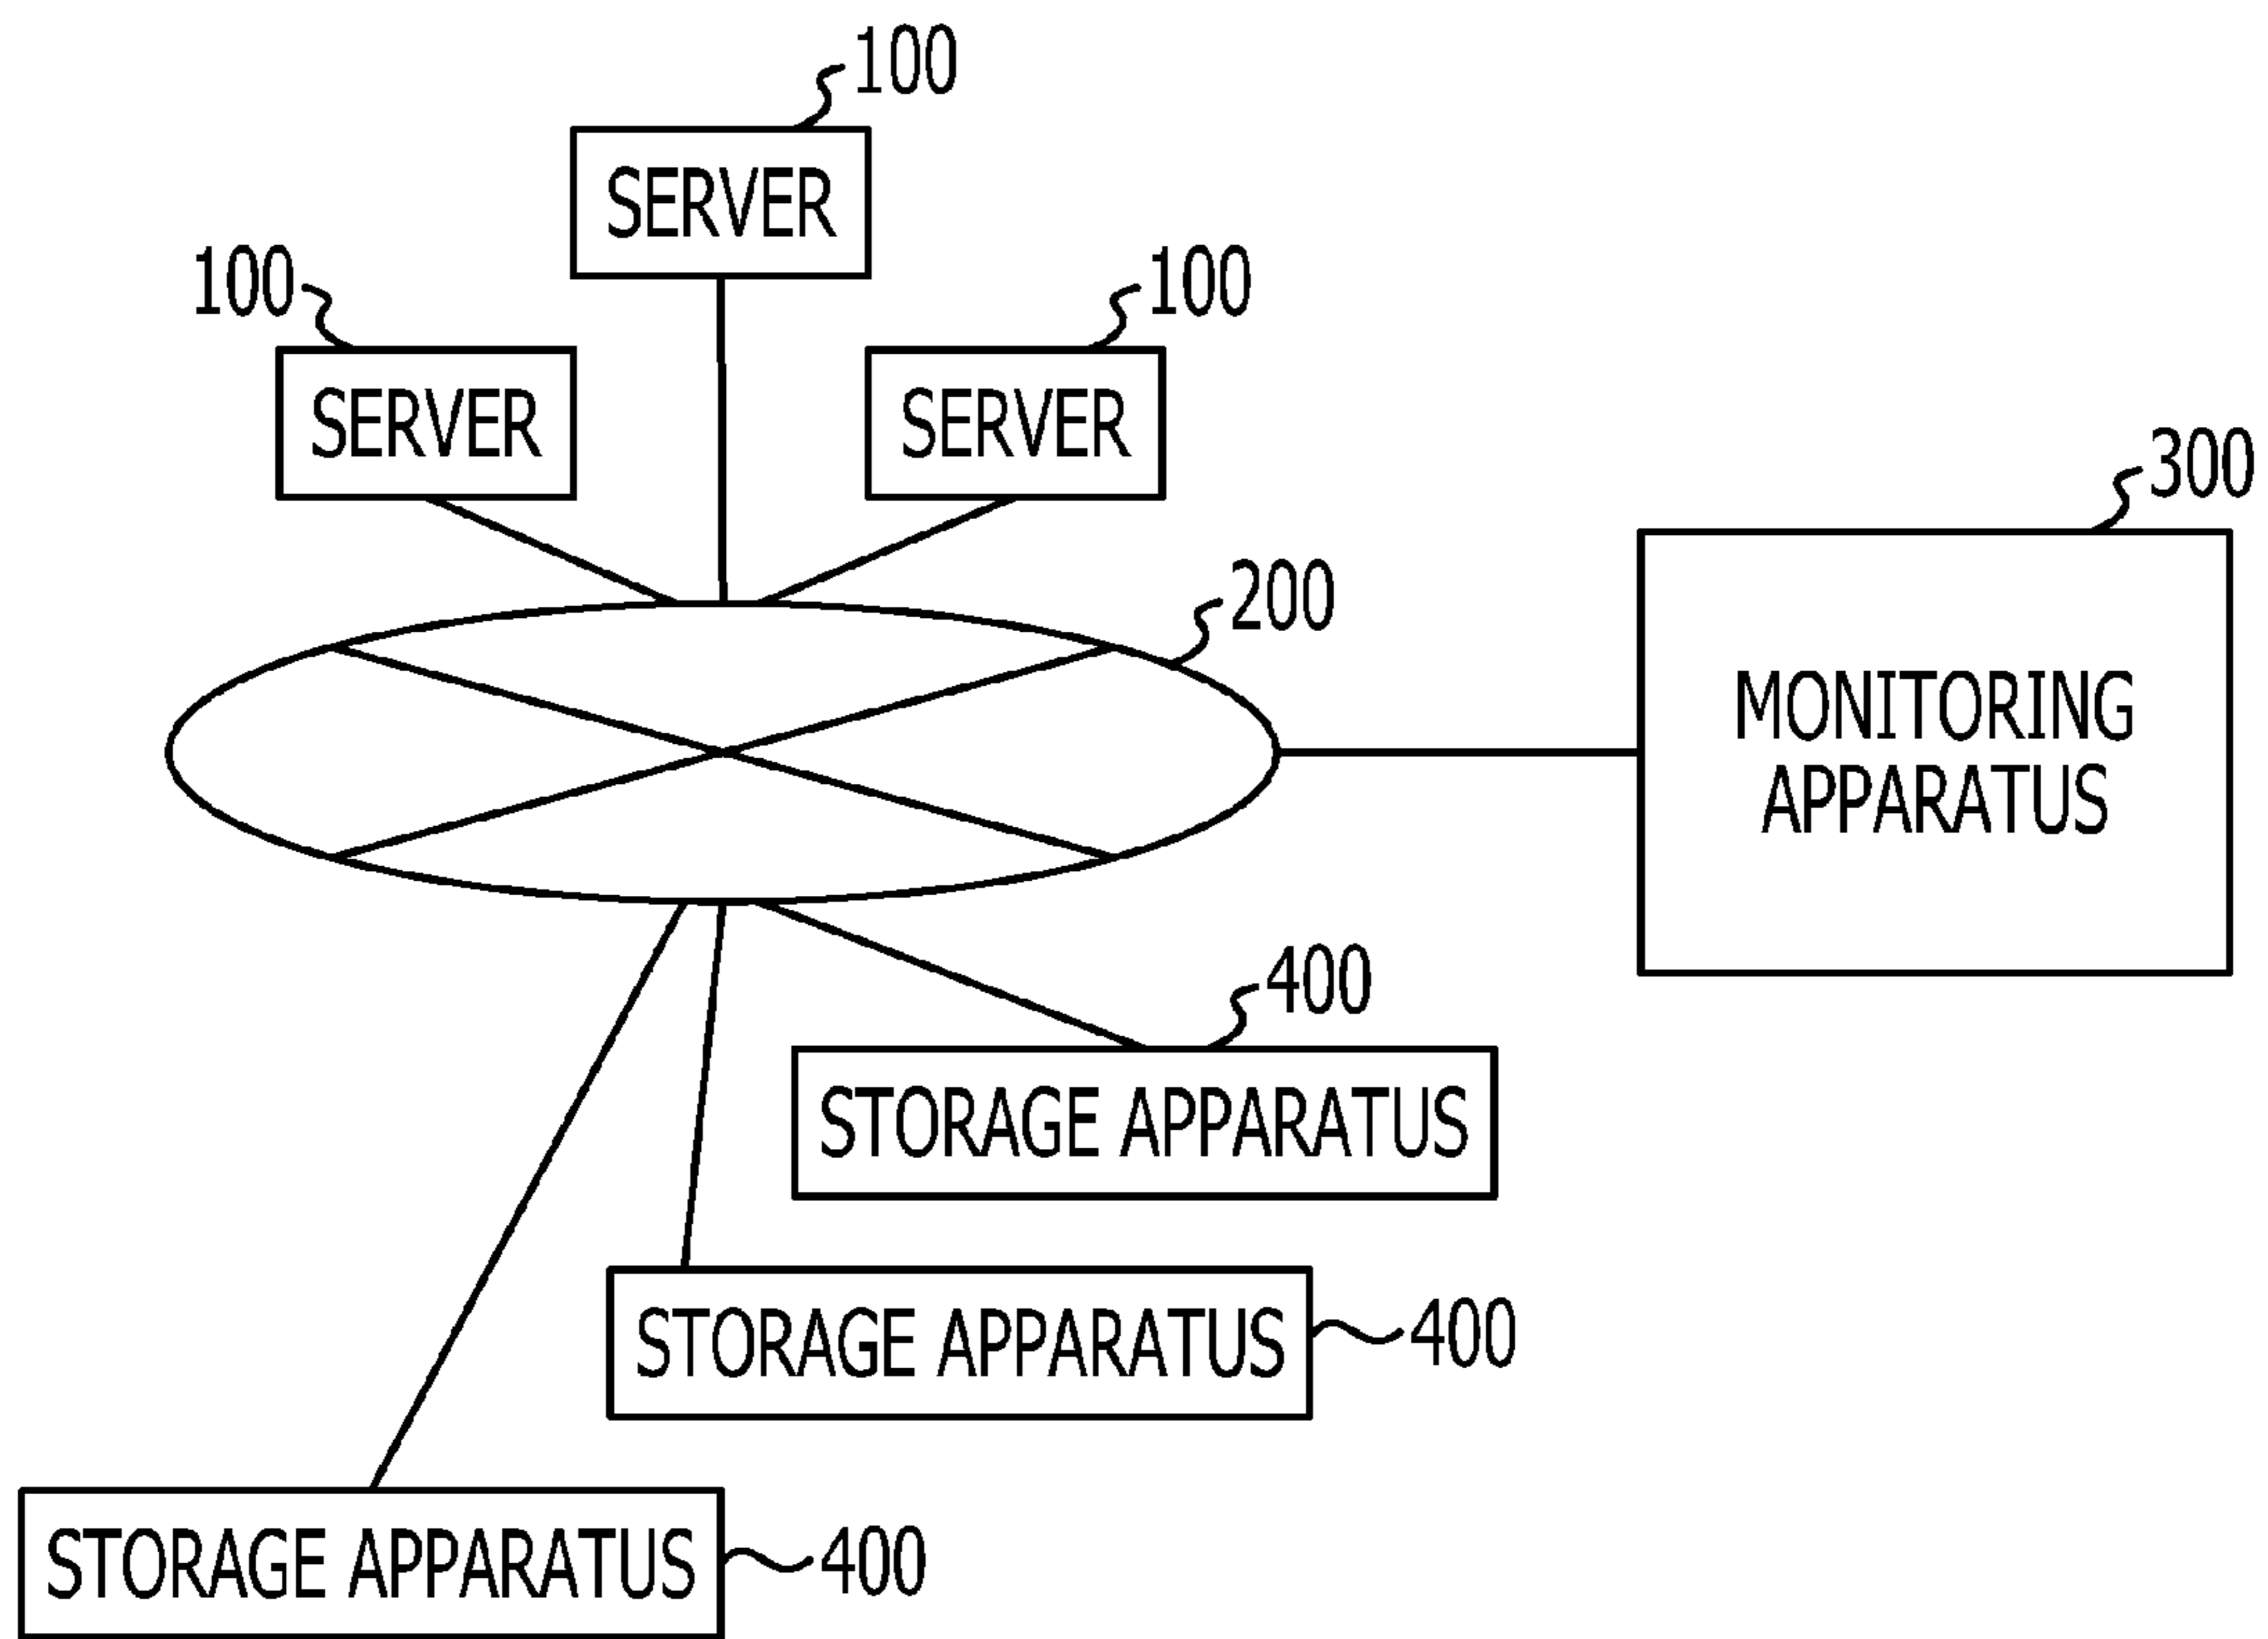 100
SERVER
100
100
SERVER
SERVER
300
200
MONITORING
APPARATUS
400
STORAGE APPARATUS
STORAGE APPARATUS
400
STORAGE APPARATUS
400